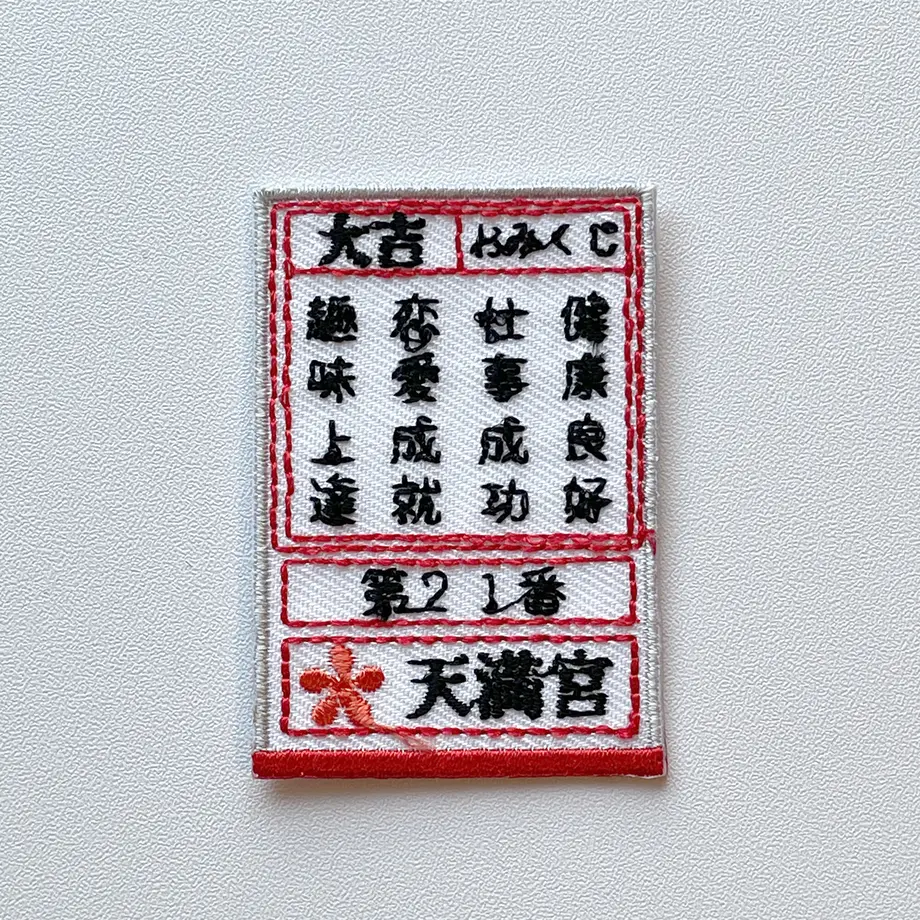 おみくじ
大吉
健康良好
仕事成功
恋愛成就
趣味上達
第21番
天満宮